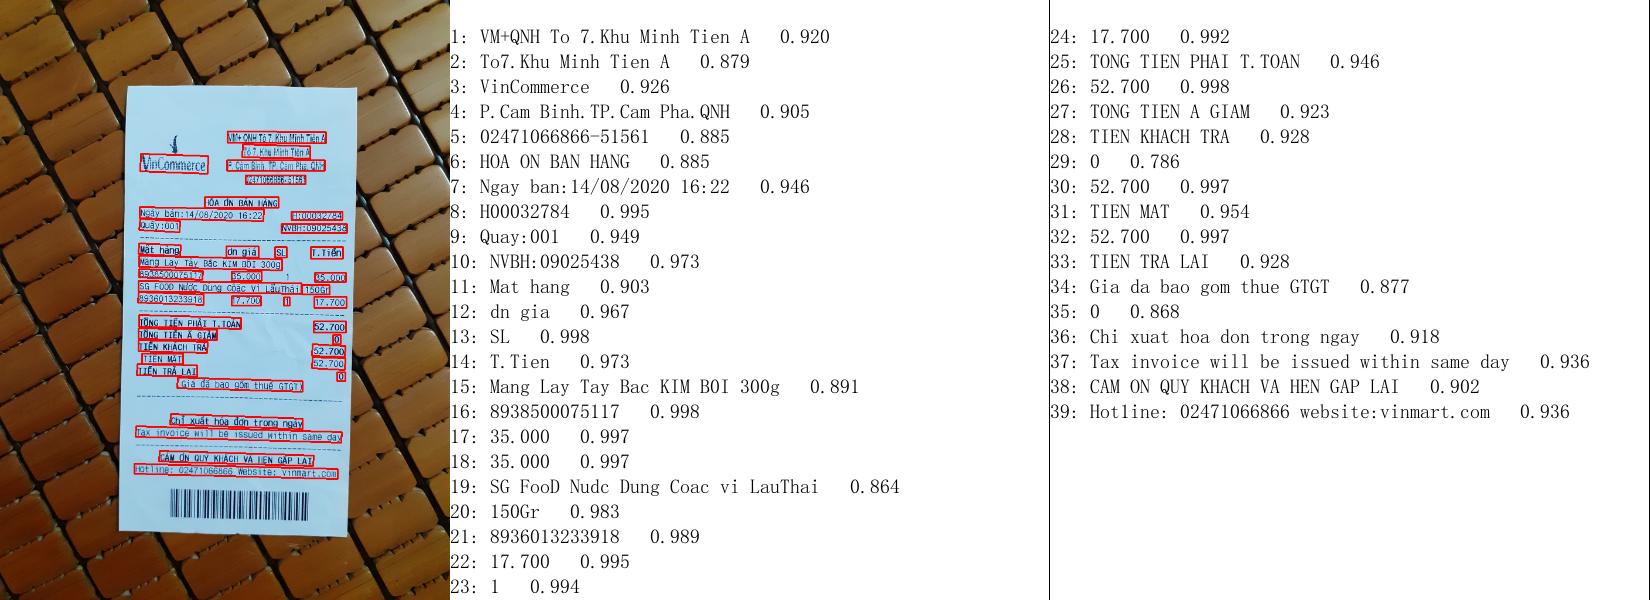 VM+ QNH Tổ 7.Khu Minh Tiến A
Tổ 7.Khu Minh Tiến A
VinCommerce
P.Cẩm Bình.TP.Cẩm Phả.QNH
02471066866-51561
HÓA ĐN BÁN HÀNG
Ngày bán:14/08/2020 16:22 H:00032784
Quầy:001 NVBH:09025438
Mặt hàng đn giá SL T.Tiền
Măng Lay Tây Bắc KIM BÔI 300g
8938500075117 35.000 1 35.000
SG FOOD Nước Dùng Cốc Vị LẩuThái 150Gr
8936013233918 17.700 1 17.700
TỔNG TIỀN PHẢI T.TOÁN 52.700
TỔNG TIỀN Ã GIẢM 0
TIỀN KHÁCH TRẢ 52.700
TIỀN MẶT 52.700
TIỀN TRẢ LẠI 0
(Giá đã bao gồm thuế GTGT)
Chỉ xuất hóa đơn trong ngày
Tax invoice will be issued within same day
CẢM ƠN QUÝ KHÁCH VÀ HẸN GẶP LẠI
Hotline: 02471066866 Website: vinmart.com
1: VM+QNH To 7.Khu Minh Tien A 0.920
2: To7.Khu Minh Tien A 0.879
3: VinCommerce 0.926
4: P.Cam Binh.TP.Cam Pha.QNH 0.905
5: 02471066866-51561 0.885
6: HOA ON BAN HANG 0.885
7: Ngay ban:14/08/2020 16:22 0.946
8: H00032784 0.995
9: Quay:001 0.949
10: NVBH:09025438 0.973
11: Mat hang 0.903
12: dn gia 0.967
13: SL 0.998
14: T.Tien 0.973
15: Mang Lay Tay Bac KIM BOI 300g 0.891
16: 8938500075117 0.998
17: 35.000 0.997
18: 35.000 0.997
19: SG FooD Nudc Dung Coac vi LauThai 0.864
20: 150Gr 0.983
21: 8936013233918 0.989
22: 17.700 0.995
23: 1 0.994
24: 17.700 0.992
25: TONG TIEN PHAI T.TOAN 0.946
26: 52.700 0.998
27: TONG TIEN A GIAM 0.923
28: TIEN KHACH TRA 0.928
29: 0 0.786
30: 52.700 0.997
31: TIEN MAT 0.954
32: 52.700 0.997
33: TIEN TRA LAI 0.928
34: Gia da bao gom thue GTGT 0.877
35: 0 0.868
36: Chi xuat hoa don trong ngay 0.918
37: Tax invoice will be issued within same day 0.936
38: CAM ON QUY KHACH VA HEN GAP LAI 0.902
39: Hotline: 02471066866 website:vinmart.com 0.936